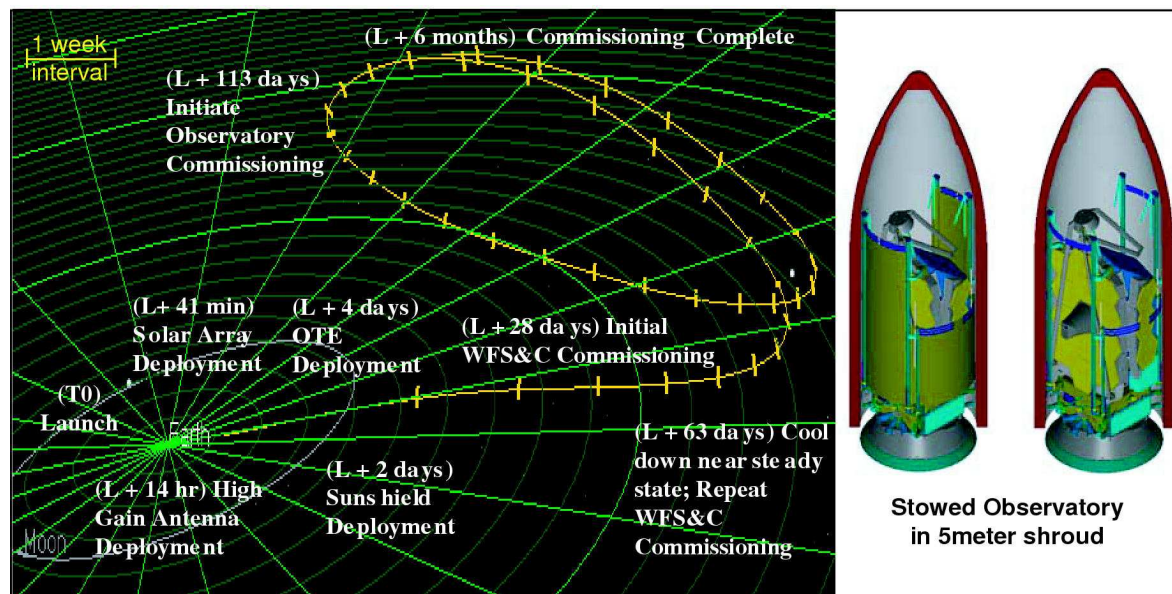 1 week
interval
(L + 6 months) Commissioning Complete
(L + 113 days)
Initiate
Observatory
Commissioning
(L+ 41 min)
Solar Array
Deployment
(L + 4 days)
OTE
Deployment
(L + 28 days) Initial
WFS&C Commissioning
(T0)
Launch
Earth
(L + 14 hr) High
Gain Antenna
Deployment
Moon
(L + 2 days)
Suns hield
Deployment
(L + 63 days) Cool
down near steady
state; Repeat
WFS&C
Commissioning
Stowed Observatory
in 5meter shroud